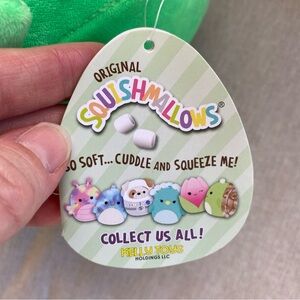 ORIGINAL
SQUISHMALLOWS®
SO SOFT... CUDDLE AND SQUEEZE ME!
COLLECT US ALL!
KELLY TOYS
HOLDINGS LLC